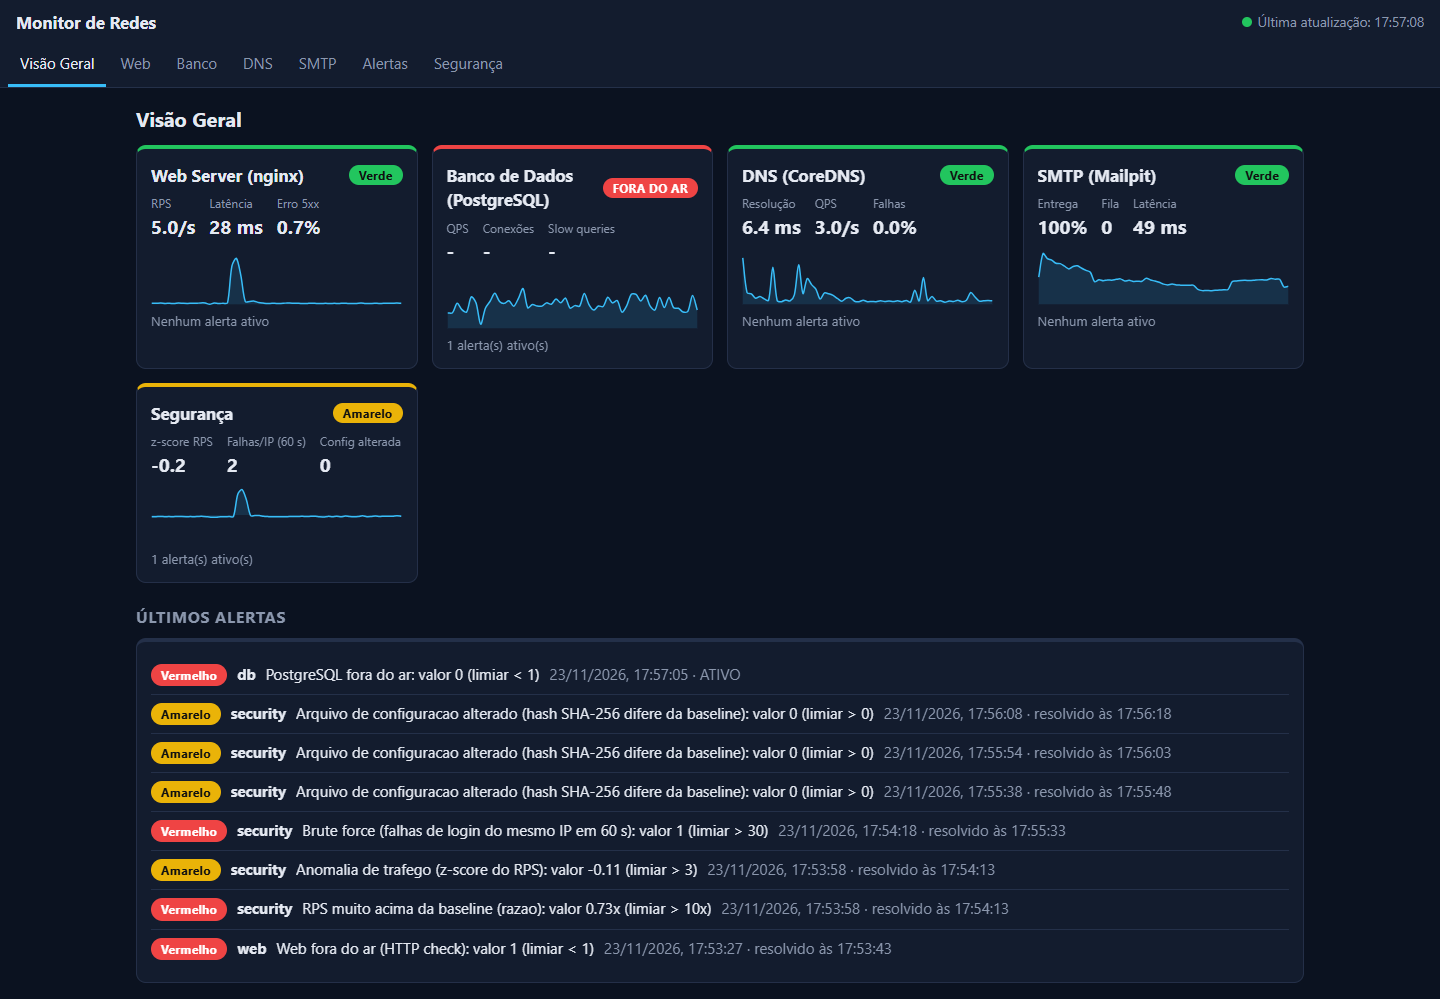 Monitor de Redes
Última atualização: 17:57:08
Visão Geral Web Banco DNS SMTP Alertas Segurança
Visão Geral
Web Server (nginx) Verde
RPS Latência Erro 5xx
5.0/s 28 ms 0.7%
Nenhum alerta ativo
Banco de Dados
(PostgreSQL)
FORA DO AR
QPS Conexões Slow queries
- - -
1 alerta(s) ativo(s)
DNS (CoreDNS) Verde
Resolução QPS Falhas
6.4 ms 3.0/s 0.0%
Nenhum alerta ativo
SMTP (Mailpit) Verde
Entrega Fila Latência
100% 0 49 ms
Nenhum alerta ativo
Segurança Amarelo
z-score RPS Falhas/IP (60 s) Config alterada
-0.2 2 0
1 alerta(s) ativo(s)
ÚLTIMOS ALERTAS
Vermelho db PostgreSQL fora do ar: valor 0 (limiar < 1) 23/11/2026, 17:57:05 · ATIVO
Amarelo security Arquivo de configuracao alterado (hash SHA-256 difere da baseline): valor 0 (limiar > 0) 23/11/2026, 17:56:08 · resolvido às 17:56:18
Amarelo security Arquivo de configuracao alterado (hash SHA-256 difere da baseline): valor 0 (limiar > 0) 23/11/2026, 17:55:54 · resolvido às 17:56:03
Amarelo security Arquivo de configuracao alterado (hash SHA-256 difere da baseline): valor 0 (limiar > 0) 23/11/2026, 17:55:38 · resolvido às 17:55:48
Vermelho security Brute force (falhas de login do mesmo IP em 60 s): valor 1 (limiar > 30) 23/11/2026, 17:54:18 · resolvido às 17:55:33
Amarelo security Anomalia de trafego (z-score do RPS): valor -0.11 (limiar > 3) 23/11/2026, 17:53:58 · resolvido às 17:54:13
Vermelho security RPS muito acima da baseline (razao): valor 0.73x (limiar > 10x) 23/11/2026, 17:53:58 · resolvido às 17:54:13
Vermelho web Web fora do ar (HTTP check): valor 1 (limiar < 1) 23/11/2026, 17:53:27 · resolvido às 17:53:43